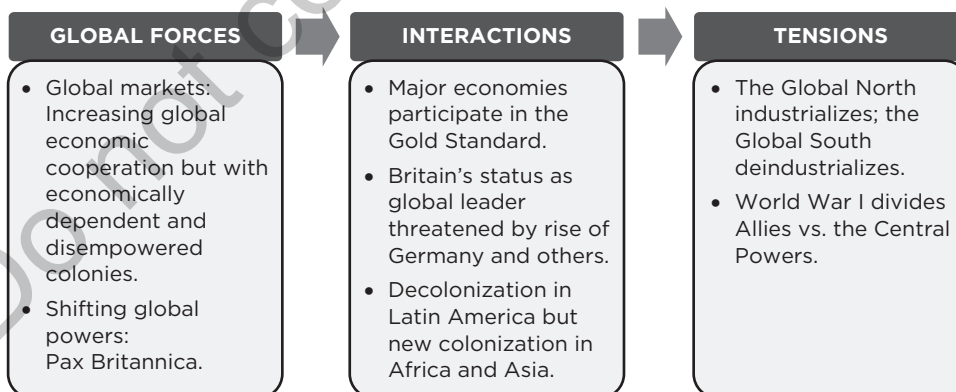 GLOBAL FORCES
• Global markets:
Increasing global
economic
cooperation but with
economically
dependent and
disempowered
colonies.
• Shifting global
powers:
Pax Britannica.
INTERACTIONS
• Major economies
participate in the
Gold Standard.
• Britain’s status as
global leader
threatened by rise of
Germany and others.
• Decolonization in
Latin America but
new colonization in
Africa and Asia.
TENSIONS
• The Global North
industrializes; the
Global South
deindustrializes.
• World War I divides
Allies vs. the Central
Powers.
Do not co